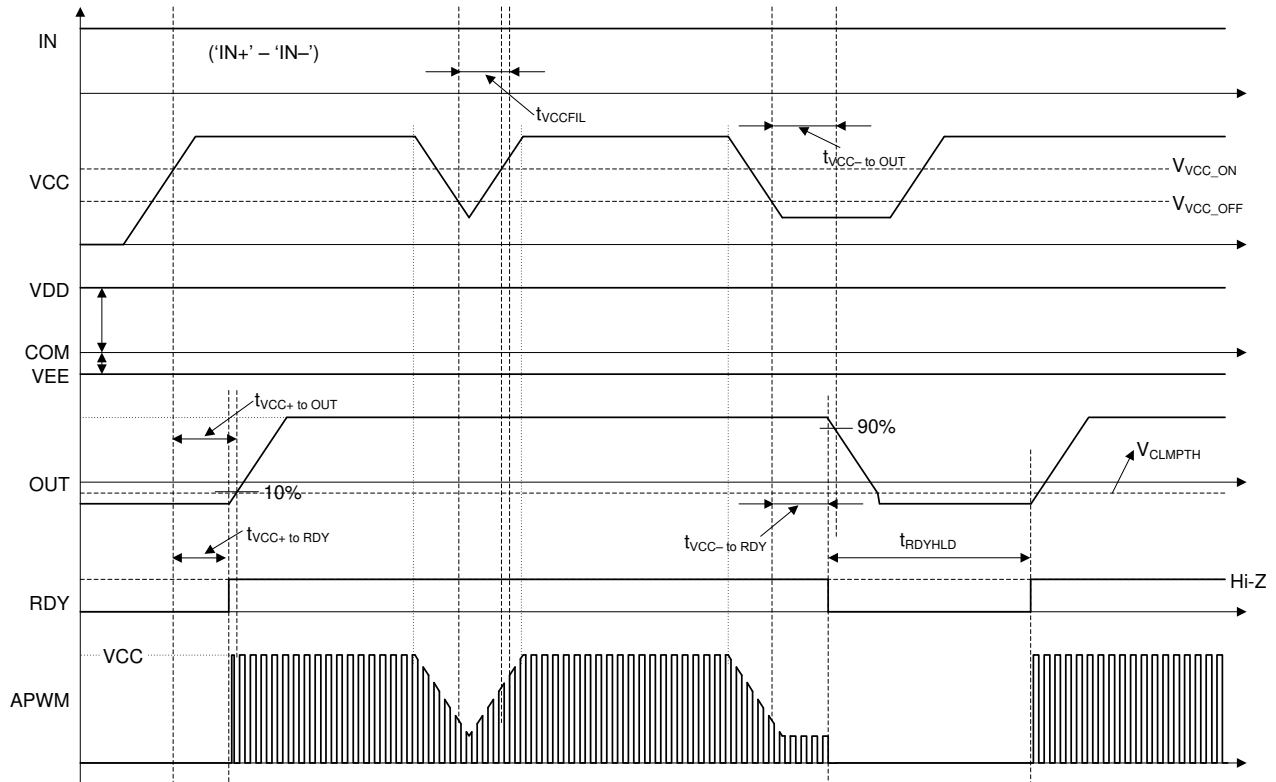 IN
(‘IN+’ – ‘IN–’)
tVCCFIL
tVCC– to OUT
VCC
VVCC_ON
VVCC_OFF
VDD
COM
VEE
tVCC+ to OUT
90%
VCLMPTH
OUT
10%
tVCC+ to RDY
tVCC– to RDY
tRDYHLD
Hi-Z
RDY
VCC
APWM